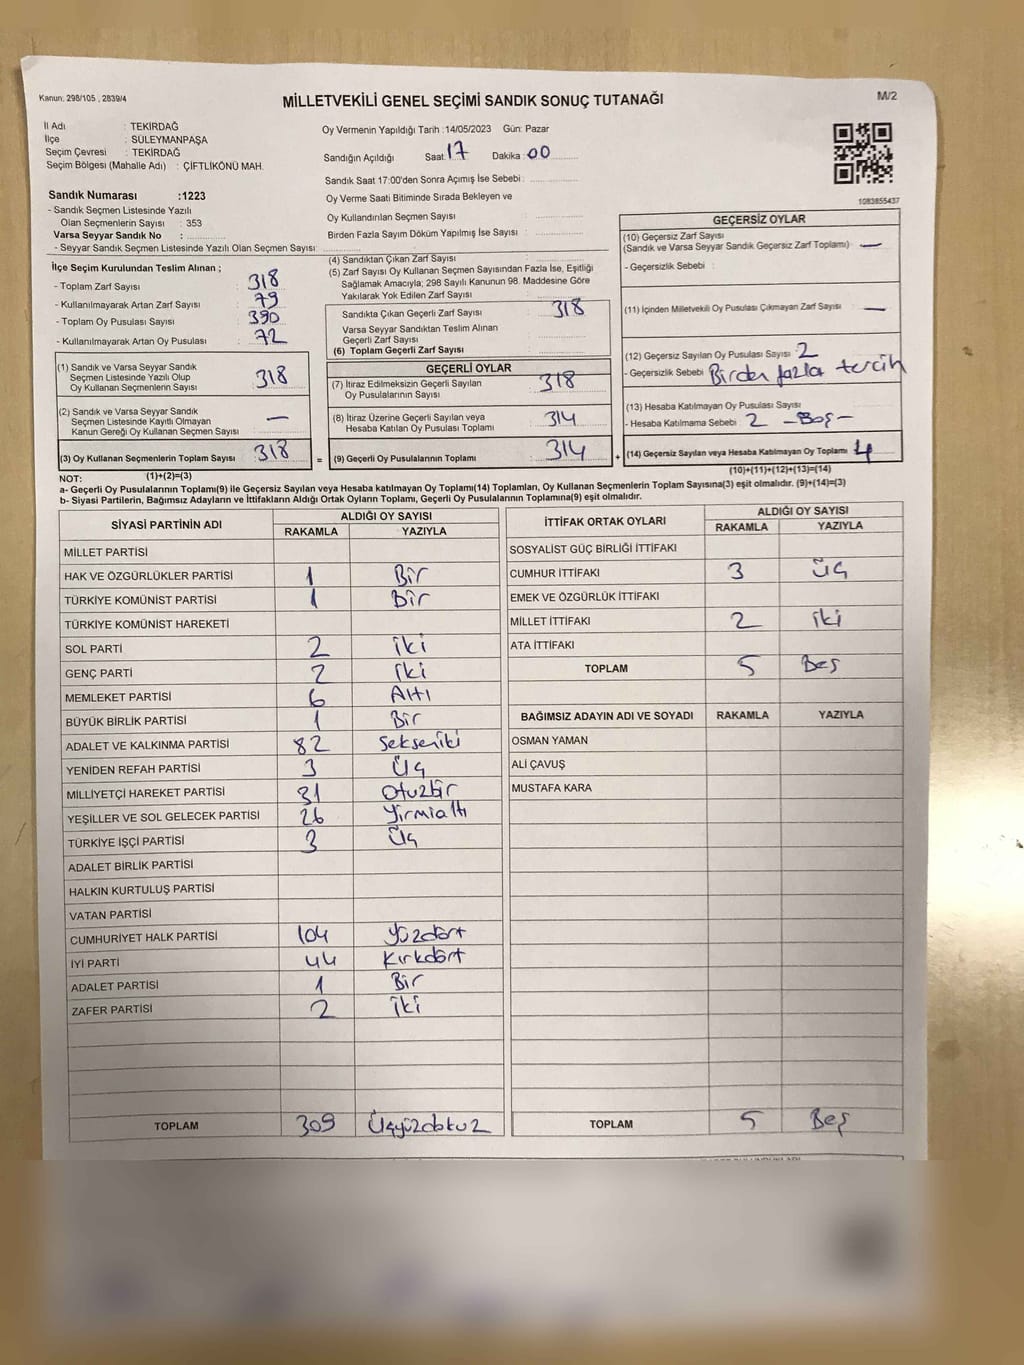 Kanun: 298/105 , 2839/4
MİLLETVEKİLİ GENEL SEÇİMİ SANDIK SONUÇ TUTANAĞI
M/2
İl Adı : TEKİRDAĞ
İlçe : SÜLEYMANPAŞA
Seçim Çevresi : TEKİRDAĞ
Seçim Bölgesi (Mahalle Adı) : ÇİFTLİKÖNÜ MAH.
Sandık Numarası :1223
- Sandık Seçmen Listesinde Yazılı
Olan Seçmenlerin Sayısı : 353
Varsa Seyyar Sandık No :
- Seyyar Sandık Seçmen Listesinde Yazılı Olan Seçmen Sayısı:
Oy Vermenin Yapıldığı Tarih :14/05/2023 Gün: Pazar
Sandığın Açıldığı Saat: 17 Dakika: 00
Sandık Saat 17:00'den Sonra Açımış İse Sebebi :
Oy Verme Saati Bitiminde Sırada Bekleyen ve
Oy Kullandırılan Seçmen Sayısı :
Birden Fazla Sayım Döküm Yapılmış İse Sayısı :
1083855437
İlçe Seçim Kurulundan Teslim Alınan ;
- Toplam Zarf Sayısı : 318
- Kullanılmayarak Artan Zarf Sayısı : 79
- Toplam Oy Pusulası Sayısı : 390
- Kullanılmayarak Artan Oy Pusulası : 72
(1) Sandık ve Varsa Seyyar Sandık
Seçmen Listesinde Yazılı Olup
Oy Kullanan Seçmenlerin Sayısı : 318
(2) Sandık ve Varsa Seyyar Sandık
Seçmen Listesinde Kayıtlı Olmayan
Kanun Gereği Oy Kullanan Seçmen Sayısı : —
(3) Oy Kullanan Seçmenlerin Toplam Sayısı : 318
(1)+(2)=(3)
(4) Sandıktan Çıkan Zarf Sayısı :
(5) Zarf Sayısı Oy Kullanan Seçmen Sayısından Fazla İse, Eşitliği
Sağlamak Amacıyla; 298 Sayılı Kanunun 98. Maddesine Göre
Yakılarak Yok Edilen Zarf Sayısı :
Sandıkta Çıkan Geçerli Zarf Sayısı : 318
Varsa Seyyar Sandıktan Teslim Alınan
Geçerli Zarf Sayısı :
(6) Toplam Geçerli Zarf Sayısı :
GEÇERLİ OYLAR
(7) İtiraz Edilmeksizin Geçerli Sayılan
Oy Pusulalarının Sayısı : 318
(8) İtiraz Üzerine Geçerli Sayılan veya
Hesaba Katılan Oy Pusulası Toplamı : 314
= (9) Geçerli Oy Pusulalarının Toplamı : 314
GEÇERSİZ OYLAR
(10) Geçersiz Zarf Sayısı
(Sandık ve Varsa Seyyar Sandık Geçersiz Zarf Toplamı) : —
- Geçersizlik Sebebi :
(11) İçinden Milletvekili Oy Pusulası Çıkmayan Zarf Sayısı : —
(12) Geçersiz Sayılan Oy Pusulası Sayısı : 2
- Geçersizlik Sebebi : Birden fazla tercih
(13) Hesaba Katılmayan Oy Pusulası Sayısı :
- Hesaba Katılmama Sebebi : 2 – Boş –
+ (14) Geçersiz Sayılan veya Hesaba Katılmayan Oy Toplamı : 4
(10)+(11)+(12)+(13)=(14)
NOT:
a- Geçerli Oy Pusulalarının Toplamı(9) ile Geçersiz Sayılan veya Hesaba katılmayan Oy Toplamı(14) Toplamları, Oy Kullanan Seçmenlerin Toplam Sayısına(3) eşit olmalıdır. (9)+(14)=(3)
b- Siyasi Partilerin, Bağımsız Adayların ve İttifakların Aldığı Ortak Oyların Toplamı, Geçerli Oy Pusulalarının Toplamına(9) eşit olmalıdır.
SİYASİ PARTİNİN ADI ALDIĞI OY SAYISI
RAKAMLA YAZIYLA
MİLLET PARTİSİ
HAK VE ÖZGÜRLÜKLER PARTİSİ 1 Bir
TÜRKİYE KOMÜNİST PARTİSİ 1 bir
TÜRKİYE KOMÜNİST HAREKETİ
SOL PARTİ 2 iki
GENÇ PARTİ 2 iki
MEMLEKET PARTİSİ 6 Altı
BÜYÜK BİRLİK PARTİSİ 1 Bir
ADALET VE KALKINMA PARTİSİ 82 Sekseniki
YENİDEN REFAH PARTİSİ 3 Üç
MİLLİYETÇİ HAREKET PARTİSİ 31 Otuzbir
YEŞİLLER VE SOL GELECEK PARTİSİ 26 Yirmialtı
TÜRKİYE İŞÇİ PARTİSİ 3 Üç
ADALET BİRLİK PARTİSİ
HALKIN KURTULUŞ PARTİSİ
VATAN PARTİSİ
CUMHURİYET HALK PARTİSİ 104 Yüzdört
İYİ PARTİ 44 Kırkdört
ADALET PARTİSİ 1 Bir
ZAFER PARTİSİ 2 İki
TOPLAM 309 Üçyüzdokuz
İTTİFAK ORTAK OYLARI ALDIĞI OY SAYISI
RAKAMLA YAZIYLA
SOSYALİST GÜÇ BİRLİĞİ İTTİFAKI
CUMHUR İTTİFAKI 3 Üç
EMEK VE ÖZGÜRLÜK İTTİFAKI
MİLLET İTTİFAKI 2 iki
ATA İTTİFAKI
TOPLAM 5 Beş
BAĞIMSIZ ADAYIN ADI VE SOYADI RAKAMLA YAZIYLA
OSMAN YAMAN
ALİ ÇAVUŞ
MUSTAFA KARA
TOPLAM 5 Beş